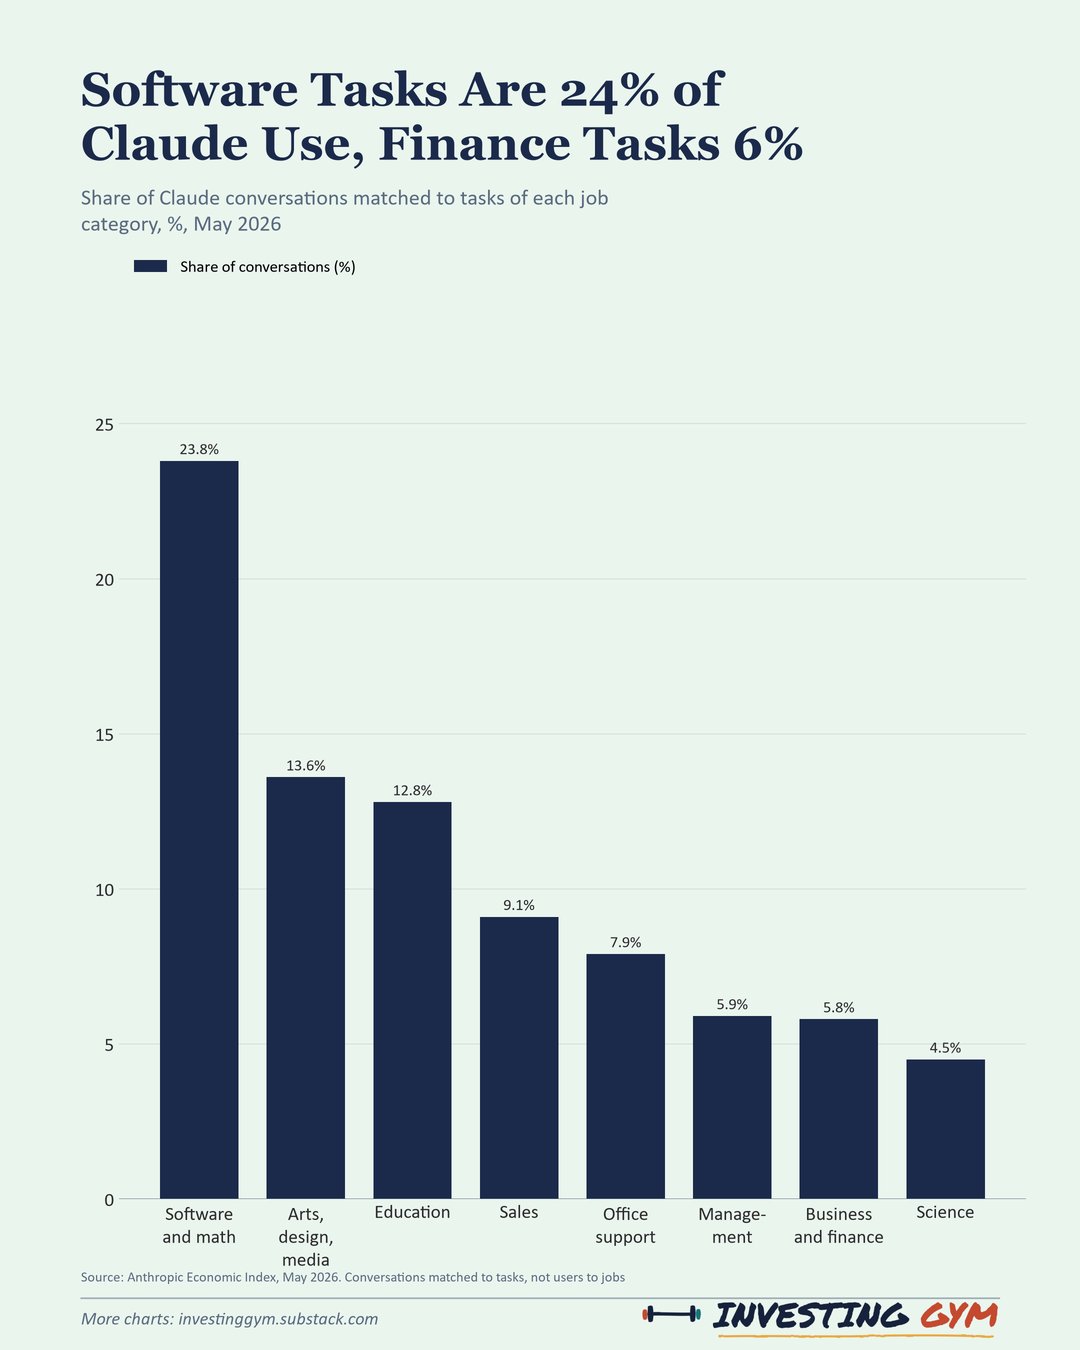 Software Tasks Are 24% of
Claude Use, Finance Tasks 6%
Share of Claude conversations matched to tasks of each job
category, %, May 2026
Share of conversations (%)
25
20
15
10
5
0
23.8%
13.6%
12.8%
9.1%
7.9%
5.9%
5.8%
4.5%
Software
and math
Arts,
design,
media
Education
Sales
Office
support
Manage-
ment
Business
and finance
Science
Source: Anthropic Economic Index, May 2026. Conversations matched to tasks, not users to jobs
More charts: investinggym.substack.com
INVESTING GYM